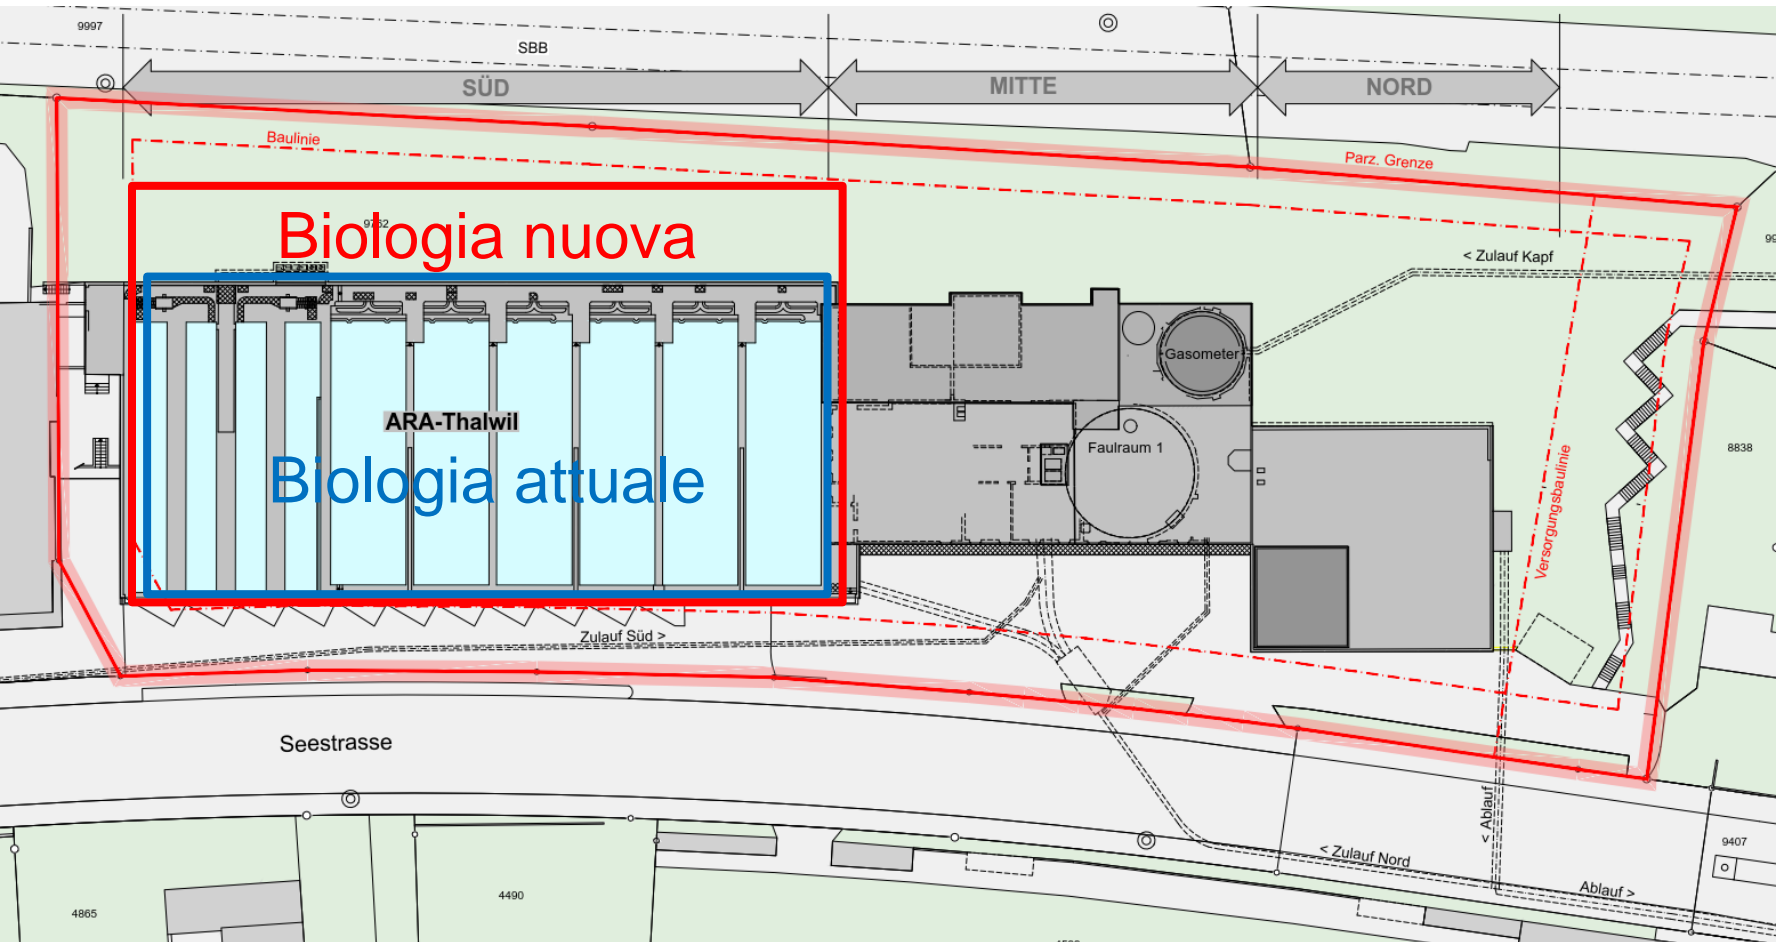 9997
SBB
SÜD
MITTE
NORD
Baulinie
Parz. Grenze
9762
Biologia nuova
< Zulauf Kapf
Gasometer
ARA-Thalwil
Faulraum 1
8838
Biologia attuale
Versorgungsbaulinie
Zulauf Süd >
Seestrasse
< Ablauf
9407
< Zulauf Nord
Ablauf >
4490
4865